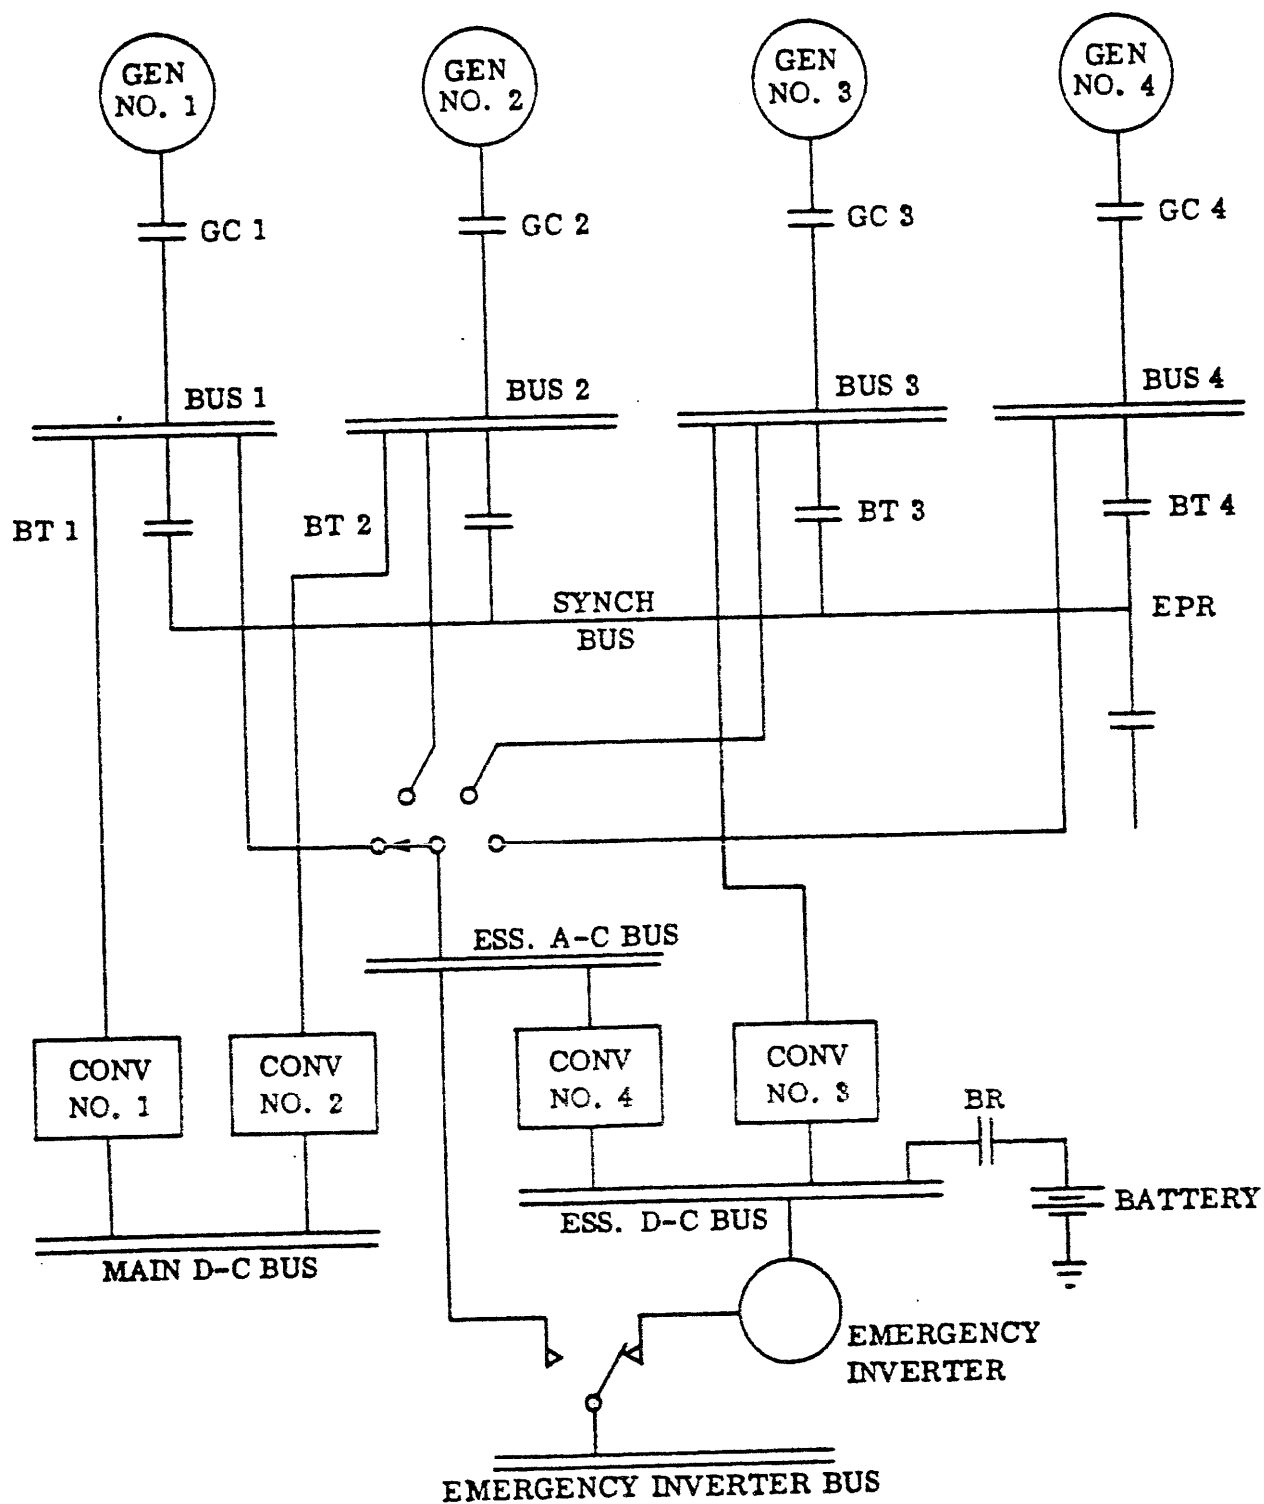 GEN
NO. 1
GEN
NO. 2
GEN
NO. 3
GEN
NO. 4
GC 1
GC 2
GC 3
GC 4
BUS 1
BUS 2
BUS 3
BUS 4
BT 1
BT 2
BT 3
BT 4
SYNCH
BUS
EPR
ESS. A-C BUS
CONV
NO. 1
CONV
NO. 2
CONV
NO. 4
CONV
NO. 3
BR
BATTERY
ESS. D-C BUS
MAIN D-C BUS
EMERGENCY
INVERTER
EMERGENCY INVERTER BUS